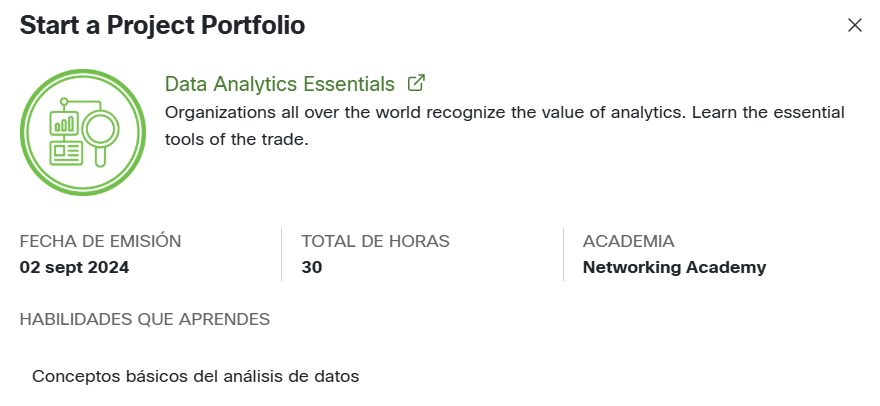 Start a Project Portfolio
Data Analytics Essentials
Organizations all over the world recognize the value of analytics. Learn the essential
tools of the trade.
FECHA DE EMISIÓN
02 sept 2024
TOTAL DE HORAS
30
ACADEMIA
Networking Academy
HABILIDADES QUE APRENDES
Conceptos básicos del análisis de datos